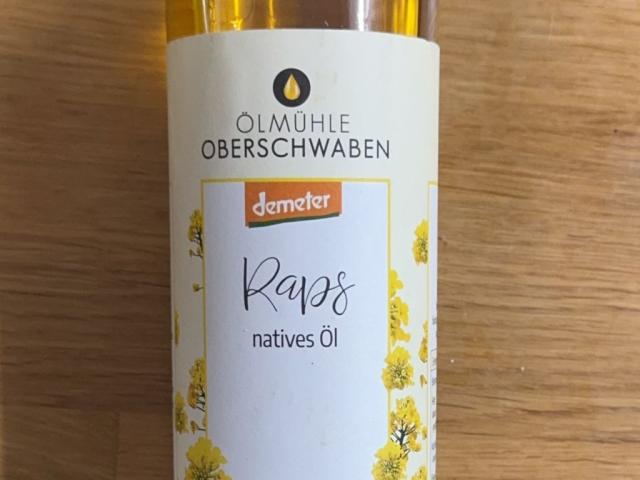 ÖLMÜHLE
OBERSCHWABEN
demeter
Raps
natives Öl